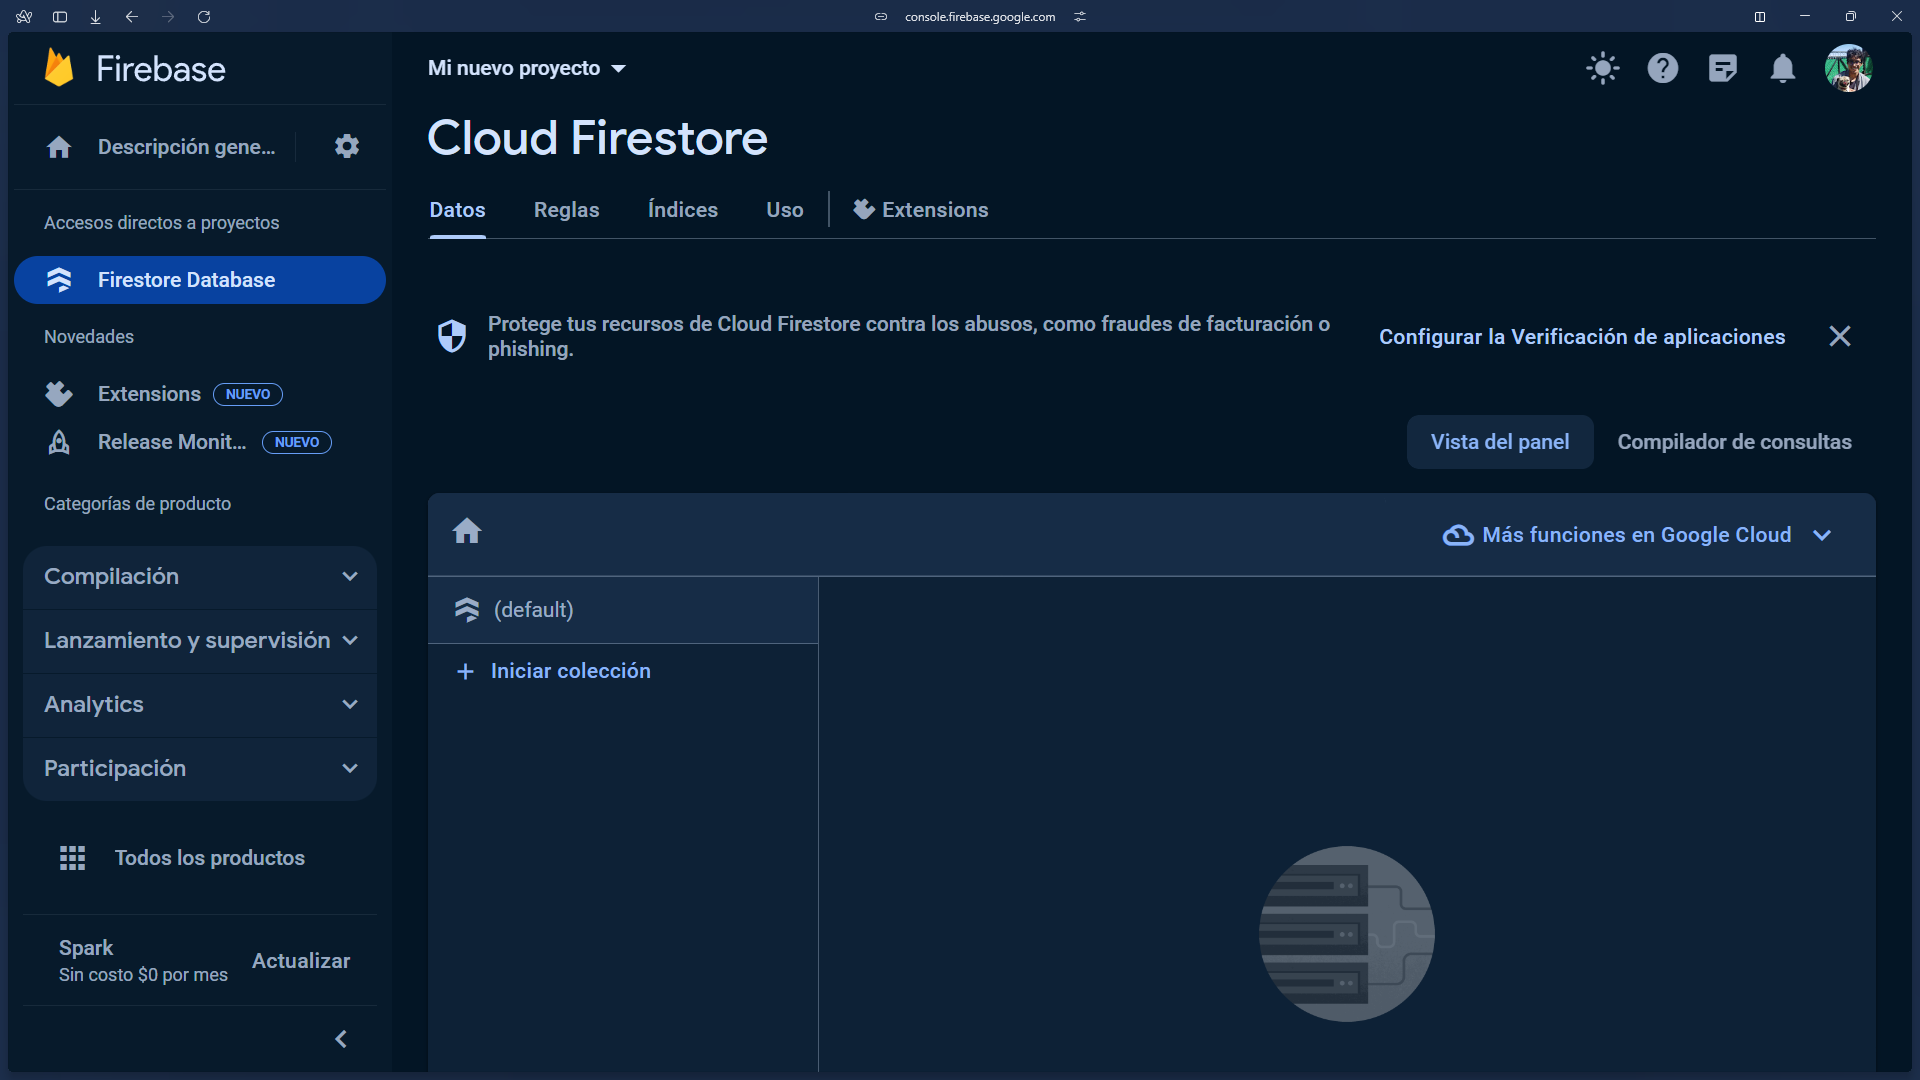 console.firebase.google.com
Firebase
Mi nuevo proyecto
Descripción gene...
Cloud Firestore
Datos
Reglas
Índices
Uso
Extensions
Accesos directos a proyectos
Firestore Database
Novedades
Extensions
NUEVO
Release Monit...
NUEVO
Categorías de producto
Compilación
Lanzamiento y supervisión
Analytics
Participación
Todos los productos
Spark
Sin costo $0 por mes
Actualizar
Protege tus recursos de Cloud Firestore contra los abusos, como fraudes de facturación o
phishing.
Configurar la Verificación de aplicaciones
Vista del panel
Compilador de consultas
Más funciones en Google Cloud
(default)
Iniciar colección